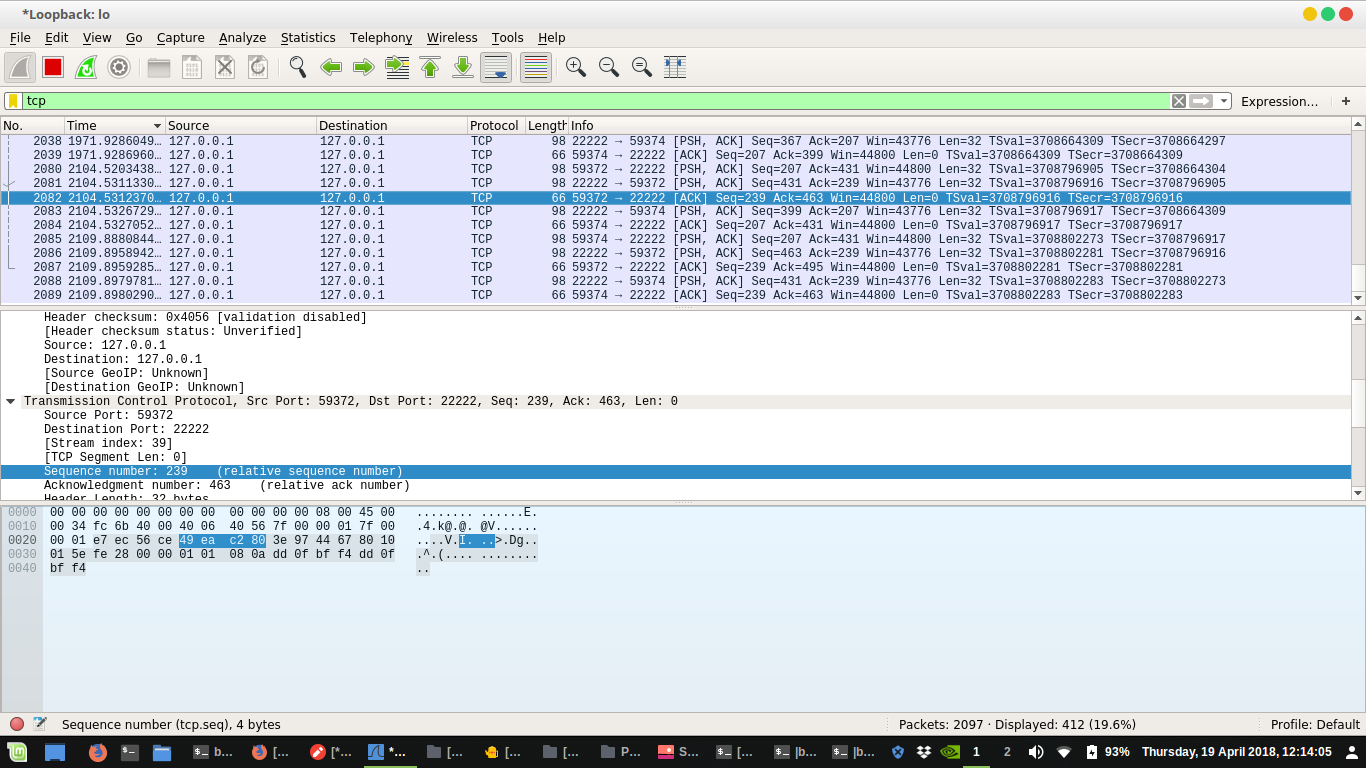 *Loopback: lo
File Edit View Go Capture Analyze Statistics Telephony Wireless Tools Help
tcp Expression… +
No. Time Source Destination Protocol Length Info
2038 1971.9286049… 127.0.0.1 127.0.0.1 TCP 98 22222 → 59374 [PSH, ACK] Seq=367 Ack=207 Win=43776 Len=32 TSval=3708664309 TSecr=3708664297
2039 1971.9286960… 127.0.0.1 127.0.0.1 TCP 66 59374 → 22222 [ACK] Seq=207 Ack=399 Win=44800 Len=0 TSval=3708664309 TSecr=3708664309
2080 2104.5203438… 127.0.0.1 127.0.0.1 TCP 98 59372 → 22222 [PSH, ACK] Seq=207 Ack=431 Win=44800 Len=32 TSval=3708796905 TSecr=3708664304
2081 2104.5311330… 127.0.0.1 127.0.0.1 TCP 98 22222 → 59372 [PSH, ACK] Seq=431 Ack=239 Win=43776 Len=32 TSval=3708796916 TSecr=3708796905
2082 2104.5312370… 127.0.0.1 127.0.0.1 TCP 66 59372 → 22222 [ACK] Seq=239 Ack=463 Win=44800 Len=0 TSval=3708796916 TSecr=3708796916
2083 2104.5326729… 127.0.0.1 127.0.0.1 TCP 98 22222 → 59374 [PSH, ACK] Seq=399 Ack=207 Win=43776 Len=32 TSval=3708796917 TSecr=3708664309
2084 2104.5327052… 127.0.0.1 127.0.0.1 TCP 66 59374 → 22222 [ACK] Seq=207 Ack=431 Win=44800 Len=0 TSval=3708796917 TSecr=3708796917
2085 2109.8880844… 127.0.0.1 127.0.0.1 TCP 98 59374 → 22222 [PSH, ACK] Seq=207 Ack=431 Win=44800 Len=32 TSval=3708802273 TSecr=3708796917
2086 2109.8958942… 127.0.0.1 127.0.0.1 TCP 98 22222 → 59372 [PSH, ACK] Seq=463 Ack=239 Win=43776 Len=32 TSval=3708802281 TSecr=3708796916
2087 2109.8959285… 127.0.0.1 127.0.0.1 TCP 66 59372 → 22222 [ACK] Seq=239 Ack=495 Win=44800 Len=0 TSval=3708802281 TSecr=3708802281
2088 2109.8979781… 127.0.0.1 127.0.0.1 TCP 98 22222 → 59374 [PSH, ACK] Seq=431 Ack=239 Win=43776 Len=32 TSval=3708802283 TSecr=3708802273
2089 2109.8980290… 127.0.0.1 127.0.0.1 TCP 66 59374 → 22222 [ACK] Seq=239 Ack=463 Win=44800 Len=0 TSval=3708802283 TSecr=3708802283
Header checksum: 0x4056 [validation disabled]
[Header checksum status: Unverified]
Source: 127.0.0.1
Destination: 127.0.0.1
[Source GeoIP: Unknown]
[Destination GeoIP: Unknown]
Transmission Control Protocol, Src Port: 59372, Dst Port: 22222, Seq: 239, Ack: 463, Len: 0
Source Port: 59372
Destination Port: 22222
[Stream index: 39]
[TCP Segment Len: 0]
Sequence number: 239 (relative sequence number)
Acknowledgment number: 463 (relative ack number)
Header Length: 32 bytes
0000 00 00 00 00 00 00 00 00 00 00 00 00 08 00 45 00 ........ ......E.
0010 00 34 fc 6b 40 00 40 06 40 56 7f 00 00 01 7f 00 .4.k@.@. @V......
0020 00 01 e7 ec 56 ce 49 ea c2 80 3e 97 44 67 80 10 ....V.I. ..>.Dg..
0030 01 5e fe 28 00 00 01 01 08 0a dd 0f bf f4 dd 0f .^.(.... ........
0040 bf f4 ..
Sequence number (tcp.seq), 4 bytes Packets: 2097 · Displayed: 412 (19.6%) Profile: Default
b… […  [*… *… [… [… [… P… S… [… |b… |b… 1 2 93% Thursday, 19 April 2018, 12:14:05